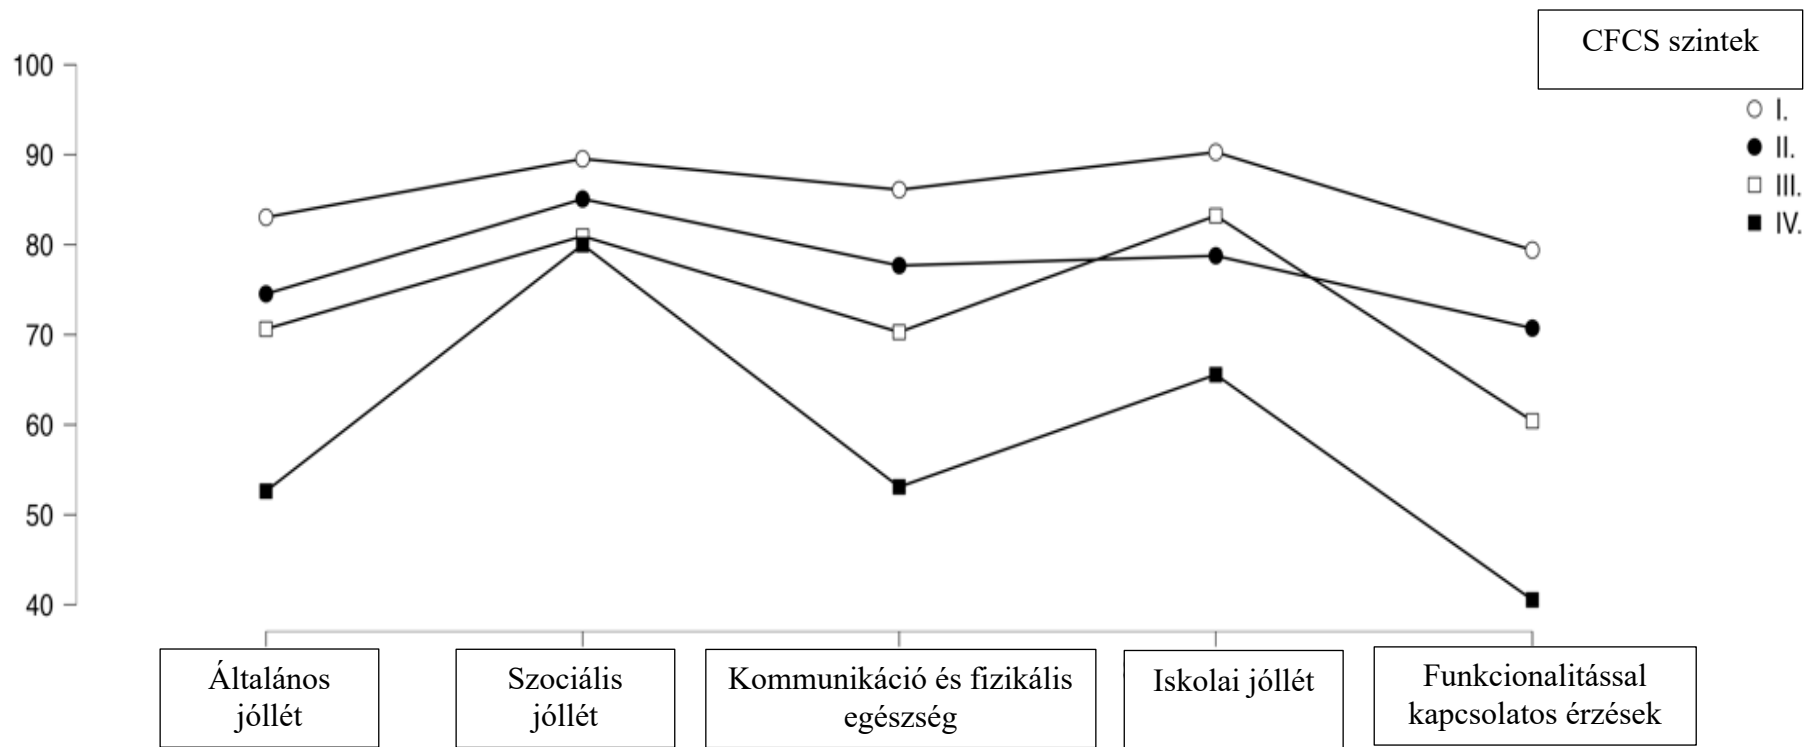 CFCS szintek
I.
II.
III.
IV.
100
90
80
70
60
50
40
Általános
jóllét
Szociális
jóllét
Kommunikáció és fizikális
egészség
Iskolai jóllét
Funkcionalitással
kapcsolatos érzések